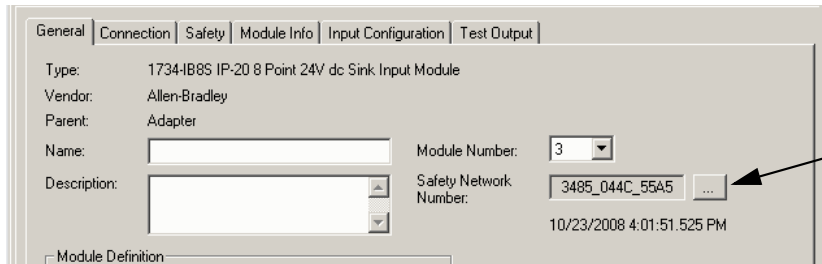 General Connection Safety Module Info Input Configuration Test Output
Type: 1734-IB8S IP-20 8 Point 24V dc Sink Input Module
Vendor: Allen-Bradley
Parent: Adapter
Name: Module Number: 3
Description: Safety Network Number: 3485_044C_55A5 ...
10/23/2008 4:01:51.525 PM
Module Definition